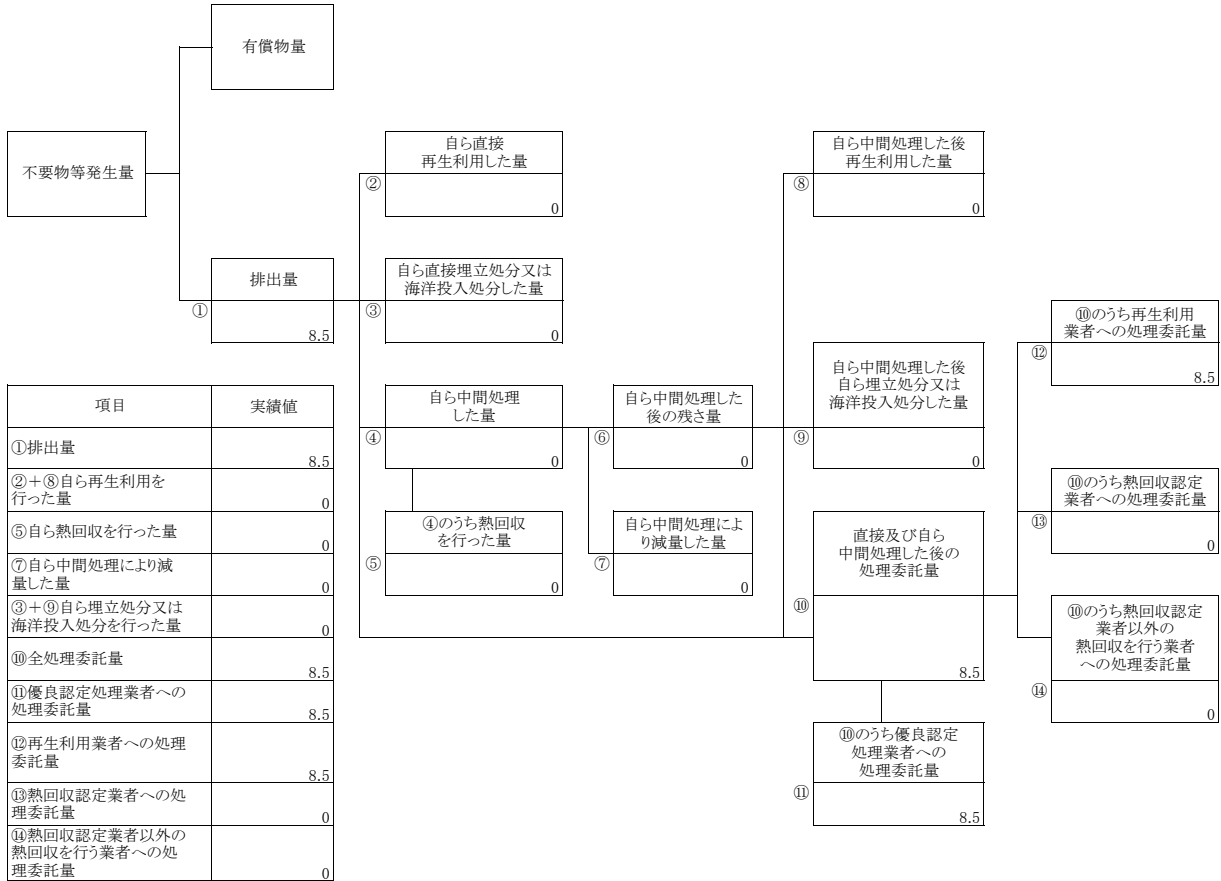 有償物量
不要物等発生量
自ら直接
再生利用した量
②
0
自ら中間処理した後
再生利用した量
⑧
0
排出量
①
8.5
自ら直接埋立処分又は
海洋投入処分した量
③
0
⑩のうち再生利用
業者への処理委託量
⑫
8.5
自ら中間処理
した量
④
0
自ら中間処理した
後の残さ量
⑥
0
自ら中間処理した後
自ら埋立処分又は
海洋投入処分した量
⑨
0
⑩のうち熱回収認定
業者への処理委託量
⑬
0
④のうち熱回収
を行った量
⑤
0
自ら中間処理によ
り減量した量
⑦
0
直接及び自ら
中間処理した後の
処理委託量
⑩
8.5
⑩のうち熱回収認定
業者以外の
熱回収を行う業者
への処理委託量
⑭
0
⑩のうち優良認定
処理業者への
処理委託量
⑪
8.5
項目 実績値
①排出量
8.5
②+⑧自ら再生利用を
行った量
0
⑤自ら熱回収を行った量
0
⑦自ら中間処理により減
量した量
0
③+⑨自ら埋立処分又は
海洋投入処分を行った量
0
⑩全処理委託量
8.5
⑪優良認定処理業者への
処理委託量
8.5
⑫再生利用業者への処理
委託量
8.5
⑬熱回収認定業者への処
理委託量
0
⑭熱回収認定業者以外の
熱回収を行う業者への処
理委託量
0